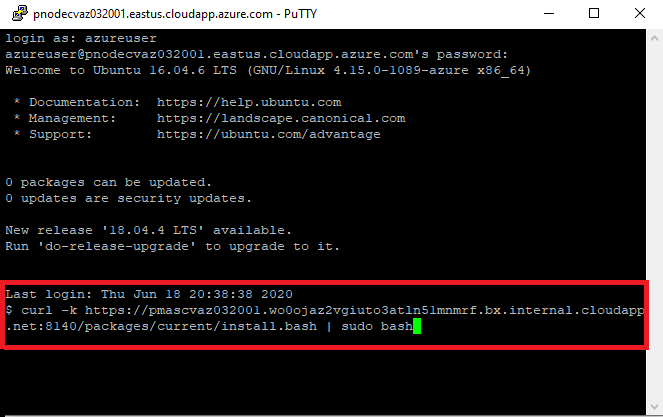 pnodecvaz032001.eastus.cloudapp.azure.com - PuTTY
login as: azureuser
azureuser@pnodecvaz032001.eastus.cloudapp.azure.com's password:
Welcome to Ubuntu 16.04.6 LTS (GNU/Linux 4.15.0-1089-azure x86_64)
* Documentation:  https://help.ubuntu.com
* Management:     https://landscape.canonical.com
* Support:        https://ubuntu.com/advantage
0 packages can be updated.
0 updates are security updates.
New release '18.04.4 LTS' available.
Run 'do-release-upgrade' to upgrade to it.
Last login: Thu Jun 18 20:38:38 2020
$ curl -k https://pmascvaz032001.wo0ojaz2vgiuto3atln51mnmrf.bx.internal.cloudapp
.net:8140/packages/current/install.bash | sudo bash